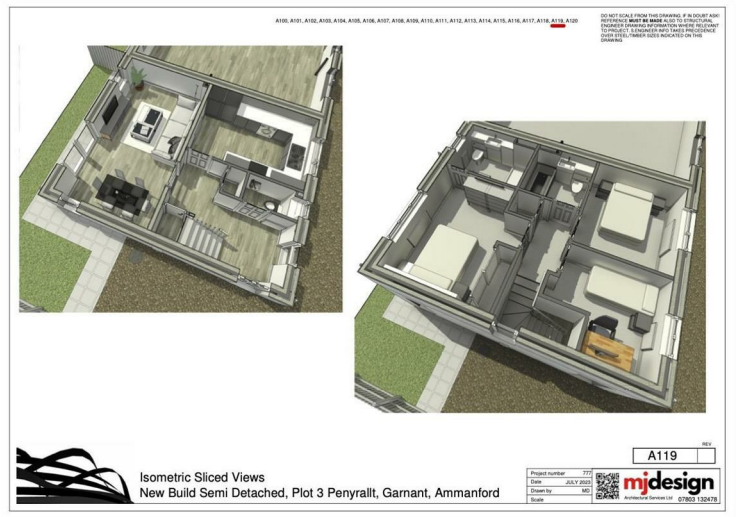 A100, A101, A102, A103, A104, A105, A106, A107, A108, A109, A110, A111, A112, A113, A114, A115, A116, A117, A118, A119, A120
DO NOT SCALE FROM THIS DRAWING, IF IN DOUBT ASK!
REFERENCE MUST BE MADE ALSO TO STRUCTURAL
ENGINEER DRAWING INFORMATION WHERE RELEVANT
TO PROJECT. S.ENGINEER INFO TAKES PRECEDENCE
OVER STEEL/TIMBER SIZES INDICATED ON THIS
DRAWING
Isometric Sliced Views
New Build Semi Detached, Plot 3 Penyrallt, Garnant, Ammanford
REV
A119
Project number 777
Date JULY 2023
Drawn by MD
Scale
mjdesign
Architectural Services Ltd 07803 132478